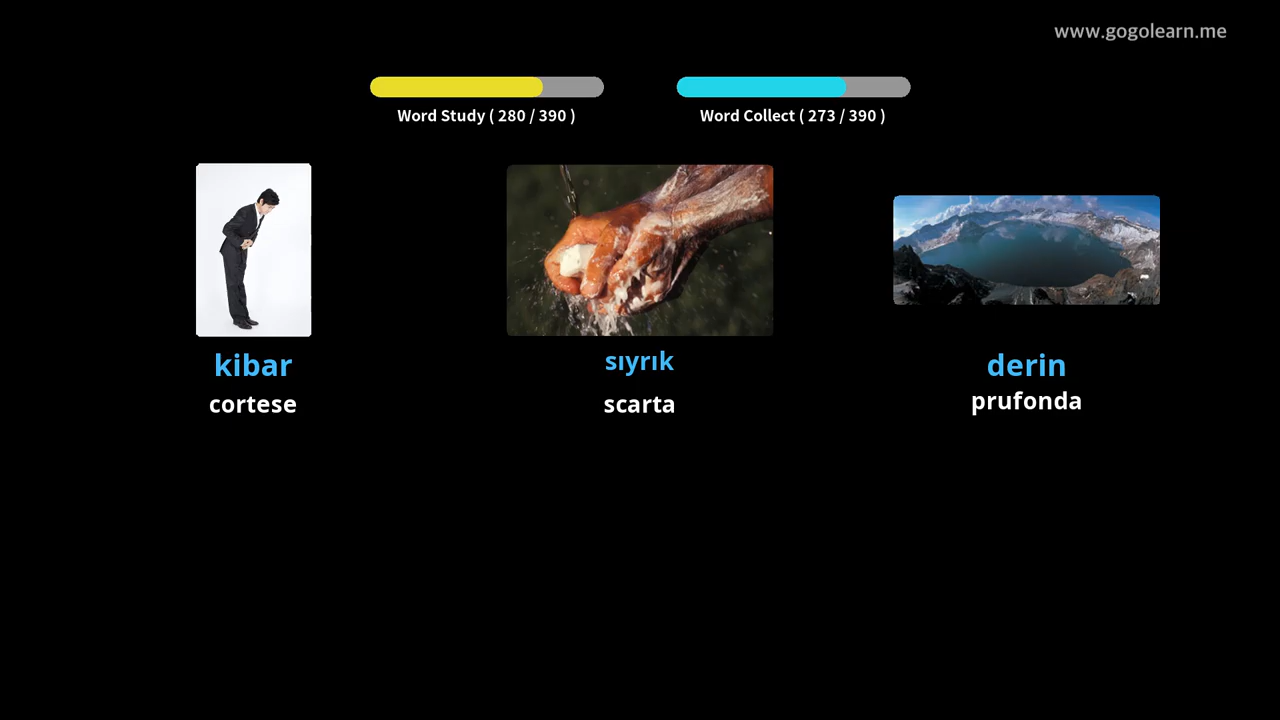 www.gogolearn.me
Word Study ( 280 / 390 )
Word Collect ( 273 / 390 )
kibar
cortese
sıyrık
scarta
derin
prufonda